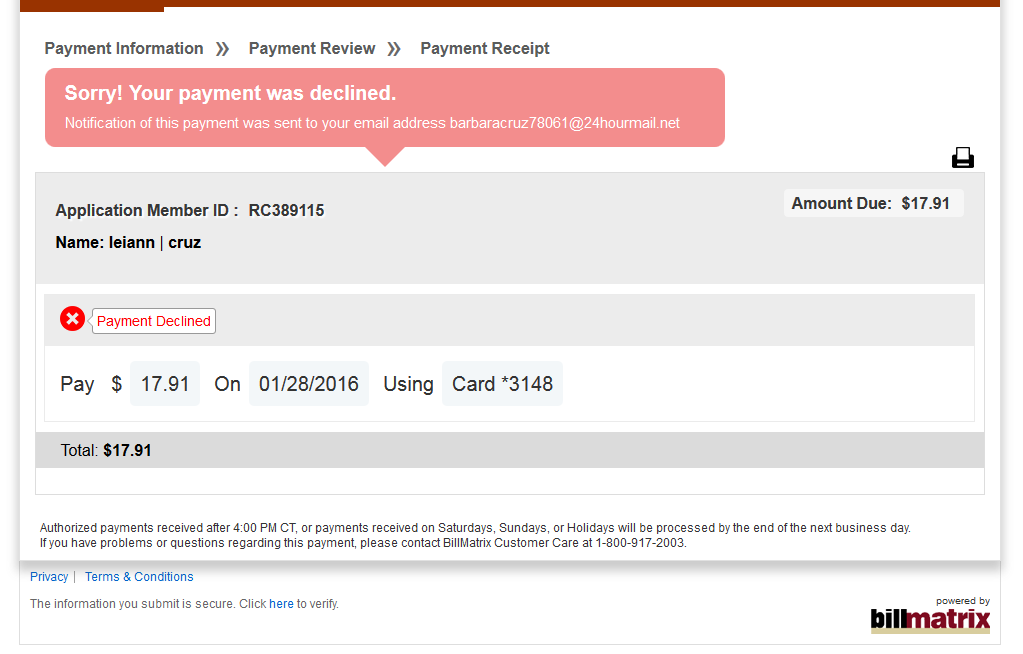 Payment Information » Payment Review » Payment Receipt
Sorry! Your payment was declined.
Notification of this payment was sent to your email address barbaracruz78061@24hourmail.net
Application Member ID : RC389115
Amount Due: $17.91
Name: leiann | cruz
Payment Declined
Pay $ 17.91 On 01/28/2016 Using Card *3148
Total: $17.91
Authorized payments received after 4:00 PM CT, or payments received on Saturdays, Sundays, or Holidays will be processed by the end of the next business day.
If you have problems or questions regarding this payment, please contact BillMatrix Customer Care at 1-800-917-2003.
Privacy | Terms & Conditions
The information you submit is secure. Click here to verify.
powered by
billmatrix